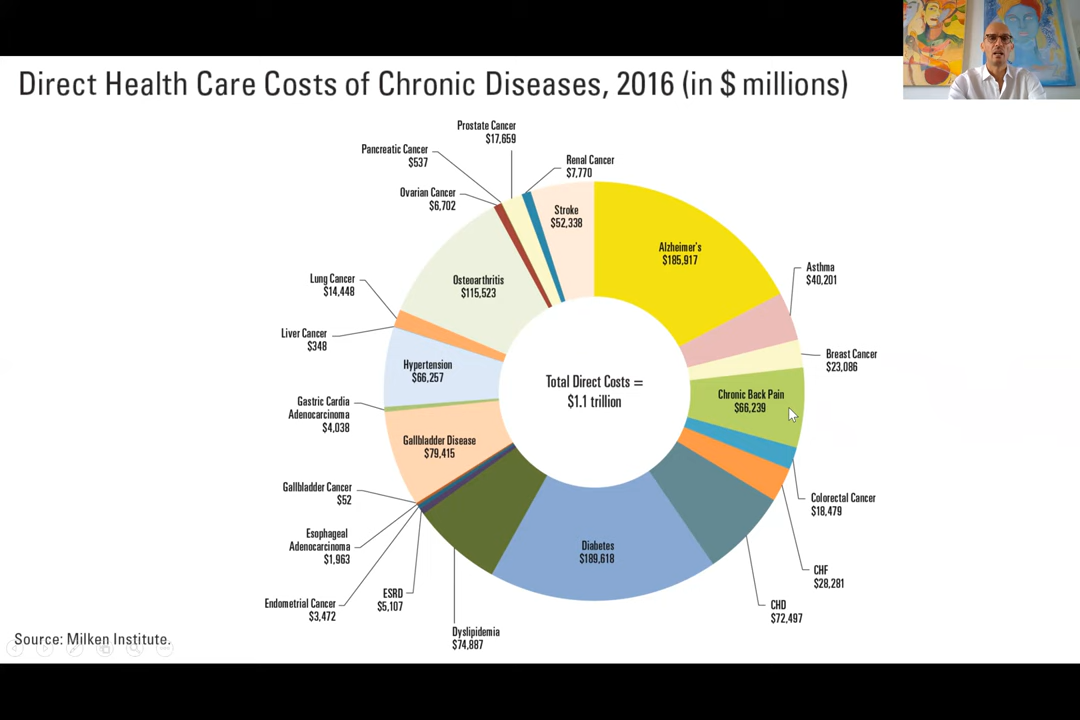 Direct Health Care Costs of Chronic Diseases, 2016 (in $ millions)
Prostate Cancer
$17,659
Pancreatic Cancer
$537
Renal Cancer
$7,770
Ovarian Cancer
$6,702
Stroke
$52,338
Alzheimer's
$185,917
Asthma
$40,201
Osteoarthritis
$115,523
Lung Cancer
$14,448
Liver Cancer
$348
Breast Cancer
$23,086
Hypertension
$66,257
Total Direct Costs =
$1.1 trillion
Chronic Back Pain
$66,239
Gastric Cardia
Adenocarcinoma
$4,038
Gallbladder Disease
$79,415
Gallbladder Cancer
$52
Colorectal Cancer
$18,479
Esophageal
Adenocarcinoma
$1,963
Diabetes
$189,618
CHF
$28,281
ESRD
$5,107
Endometrial Cancer
$3,472
CHD
$72,497
Dyslipidemia
$74,887
Source: Milken Institute.